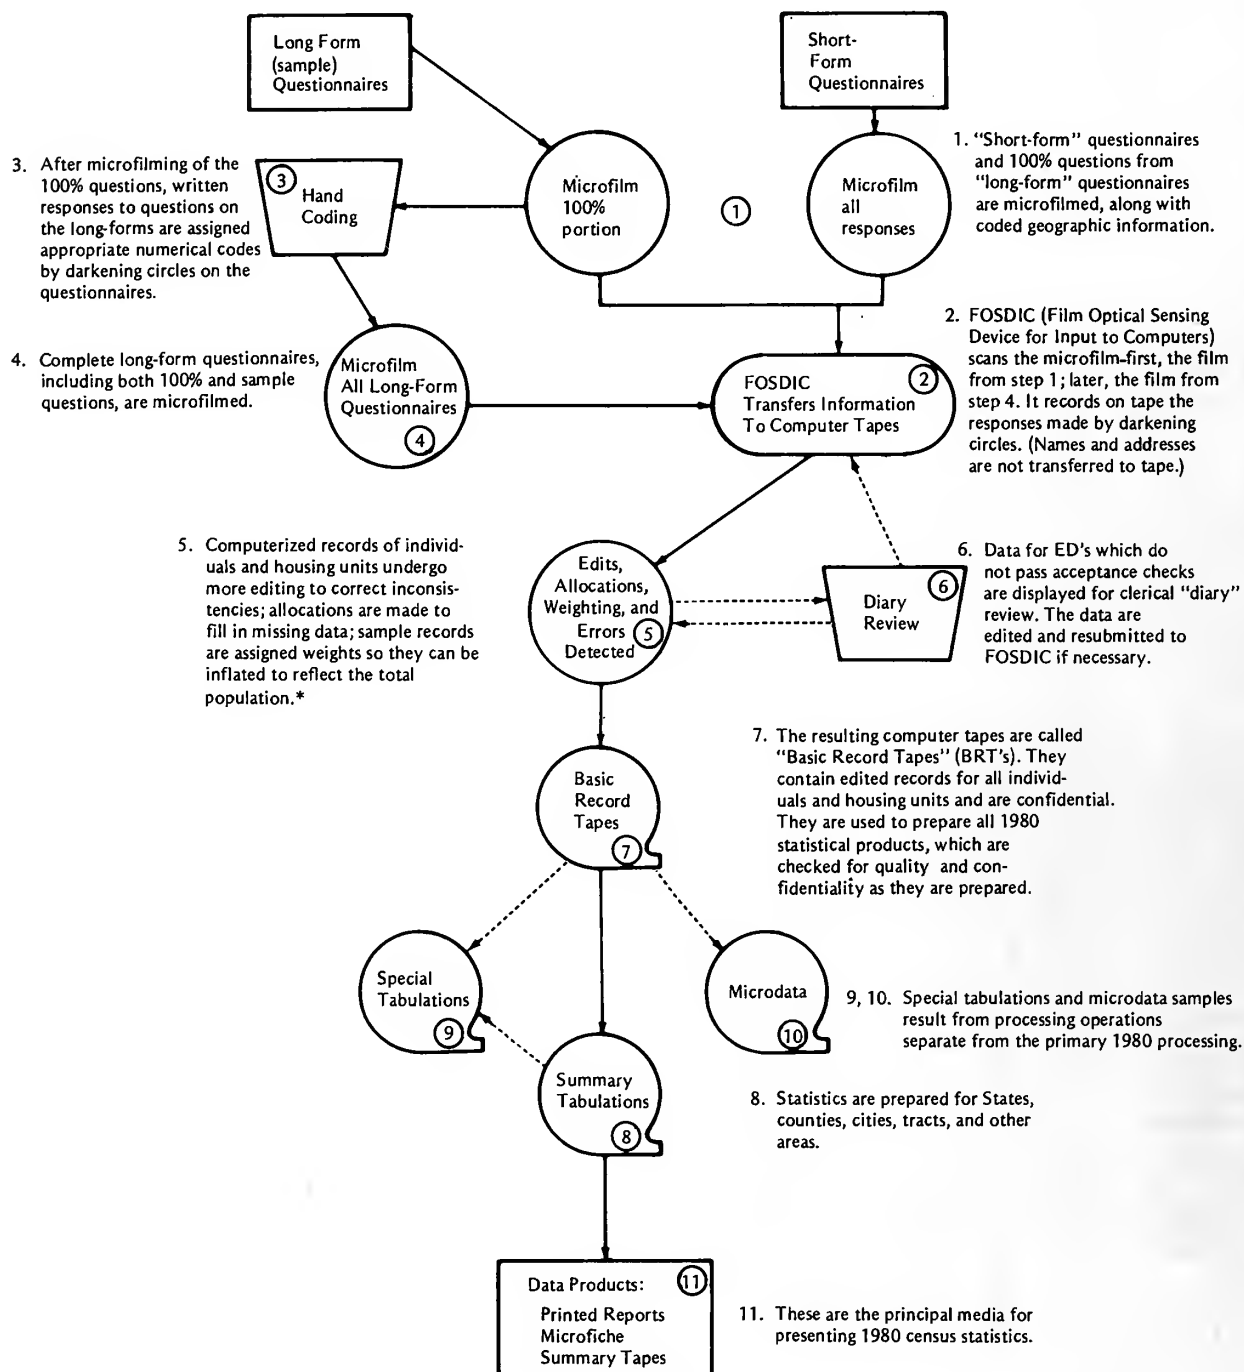 Long Form
(sample)
Questionnaires
Short-
Form
Questionnaires
3. After microfilming of the
100% questions, written
responses to questions on
the long-forms are assigned
appropriate numerical codes
by darkening circles on the
questionnaires.
3
Hand
Coding
Microfilm
100%
portion
1
Microfilm
all
responses
1. "Short-form" questionnaires
and 100% questions from
"long-form" questionnaires
are microfilmed, along with
coded geographic information.
4. Complete long-form questionnaires,
including both 100% and sample
questions, are microfilmed.
Microfilm
All Long-Form
Questionnaires
4
FOSDIC
Transfers Information
To Computer Tapes
2
2. FOSDIC (Film Optical Sensing
Device for Input to Computers)
scans the microfilm-first, the film
from step 1; later, the film from
step 4. It records on tape the
responses made by darkening
circles. (Names and addresses
are not transferred to tape.)
5. Computerized records of individ-
uals and housing units undergo
more editing to correct inconsis-
tencies; allocations are made to
fill in missing data; sample records
are assigned weights so they can be
inflated to reflect the total
population.*
Edits,
Allocations,
Weighting, and
Errors
Detected
5
Diary
Review
6
6. Data for ED's which do
not pass acceptance checks
are displayed for clerical "diary"
review. The data are
edited and resubmitted to
FOSDIC if necessary.
Basic
Record
Tapes
7
7. The resulting computer tapes are called
"Basic Record Tapes" (BRT's). They
contain edited records for all individ-
uals and housing units and are confidential.
They are used to prepare all 1980
statistical products, which are
checked for quality and con-
fidentiality as they are prepared.
Special
Tabulations
9
Microdata
10
9, 10. Special tabulations and microdata samples
result from processing operations
separate from the primary 1980 processing.
Summary
Tabulations
8
8. Statistics are prepared for States,
counties, cities, tracts, and other
areas.
Data Products:
11
Printed Reports
Microfiche
Summary Tapes
11. These are the principal media for
presenting 1980 census statistics.